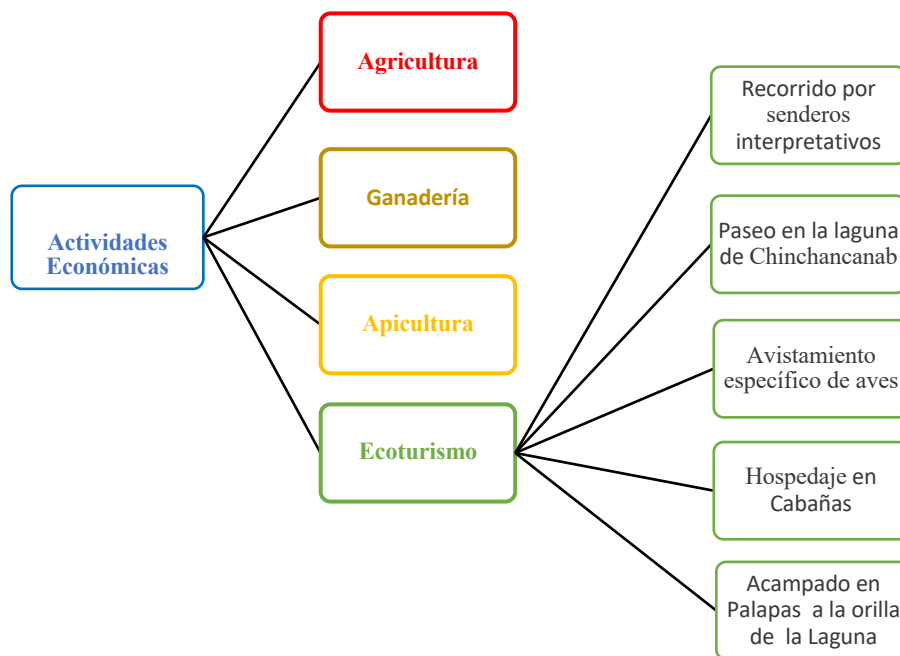 Actividades
Económicas
Agricultura
Ganadería
Apicultura
Ecoturismo
Recorrido por
senderos
interpretativos
Paseo en la laguna
de Chinchancanab
Avistamiento
específico de aves
Hospedaje en
Cabañas
Acampado en
Palapas a la orilla
de la Laguna